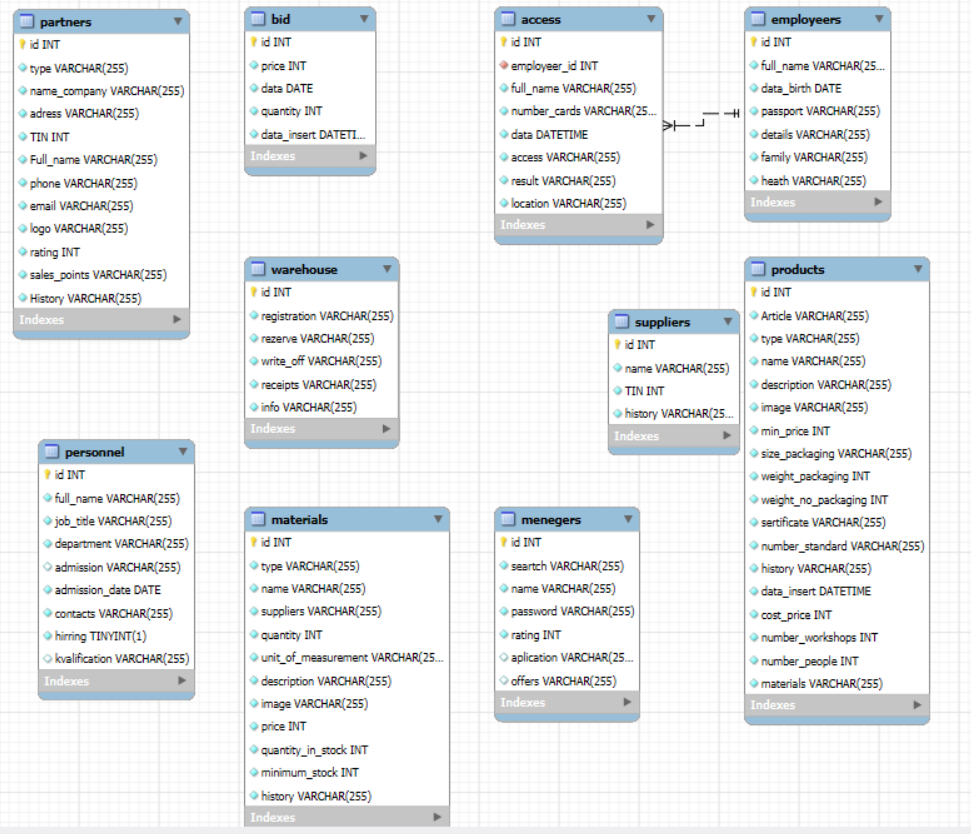 partners
id INT
type VARCHAR(255)
name_company VARCHAR(255)
adress VARCHAR(255)
TIN INT
Full_name VARCHAR(255)
phone VARCHAR(255)
email VARCHAR(255)
logo VARCHAR(255)
rating INT
sales_points VARCHAR(255)
History VARCHAR(255)
Indexes
bid
id INT
price INT
data DATE
quantity INT
data_insert DATETI...
Indexes
access
id INT
employeer_id INT
full_name VARCHAR(255)
number_cards VARCHAR(25...
data DATETIME
access VARCHAR(255)
result VARCHAR(255)
location VARCHAR(255)
Indexes
employeers
id INT
full_name VARCHAR(25...
data_birth DATE
passport VARCHAR(255)
details VARCHAR(255)
family VARCHAR(255)
heath VARCHAR(255)
Indexes
warehouse
id INT
registration VARCHAR(255)
rezerve VARCHAR(255)
write_off VARCHAR(255)
receipts VARCHAR(255)
info VARCHAR(255)
Indexes
suppliers
id INT
name VARCHAR(255)
TIN INT
history VARCHAR(25...
Indexes
products
id INT
Article VARCHAR(255)
type VARCHAR(255)
name VARCHAR(255)
description VARCHAR(255)
image VARCHAR(255)
min_price INT
size_packaging VARCHAR(255)
weight_packaging INT
weight_no_packaging INT
sertificate VARCHAR(255)
number_standard VARCHAR(255)
history VARCHAR(255)
data_insert DATETIME
cost_price INT
number_workshops INT
number_people INT
materials VARCHAR(255)
Indexes
personnel
id INT
full_name VARCHAR(255)
job_title VARCHAR(255)
department VARCHAR(255)
admission VARCHAR(255)
admission_date DATE
contacts VARCHAR(255)
hirring TINYINT(1)
kvalification VARCHAR(255)
Indexes
materials
id INT
type VARCHAR(255)
name VARCHAR(255)
suppliers VARCHAR(255)
quantity INT
unit_of_measurement VARCHAR(25...
description VARCHAR(255)
image VARCHAR(255)
price INT
quantity_in_stock INT
minimum_stock INT
history VARCHAR(255)
Indexes
menegers
id INT
seartch VARCHAR(255)
name VARCHAR(255)
password VARCHAR(255)
rating INT
aplication VARCHAR(25...
offers VARCHAR(255)
Indexes